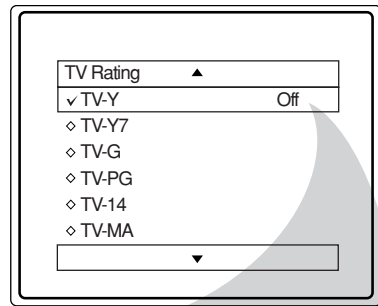 TV Rating
TV-Y Off
TV-Y7
TV-G
TV-PG
TV-14
TV-MA